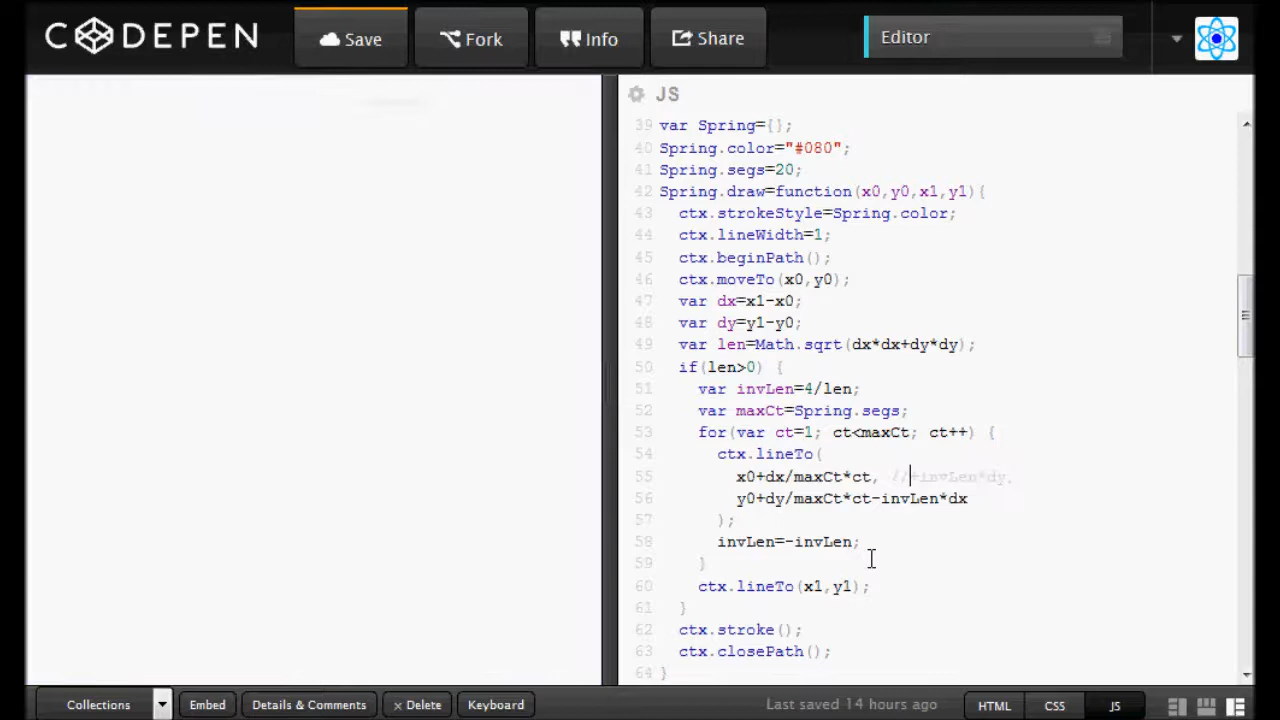 CODEPEN Save Fork Info Share Editor
JS
39 var Spring={};
40 Spring.color="#080";
41 Spring.segs=20;
42 Spring.draw=function(x0,y0,x1,y1){
43 ctx.strokeStyle=Spring.color;
44 ctx.lineWidth=1;
45 ctx.beginPath();
46 ctx.moveTo(x0,y0);
47 var dx=x1-x0;
48 var dy=y1-y0;
49 var len=Math.sqrt(dx*dx+dy*dy);
50 if(len>0) {
51 var invLen=4/len;
52 var maxCt=Spring.segs;
53 for(var ct=1; ct<maxCt; ct++) {
54 ctx.lineTo(
55 x0+dx/maxCt*ct, //+invLen*dy,
56 y0+dy/maxCt*ct-invLen*dx
57 );
58 invLen=-invLen;
59 }
60 ctx.lineTo(x1,y1);
61 }
62 ctx.stroke();
63 ctx.closePath();
64 }
Collections Embed Details & Comments × Delete Keyboard Last saved 14 hours ago HTML CSS JS